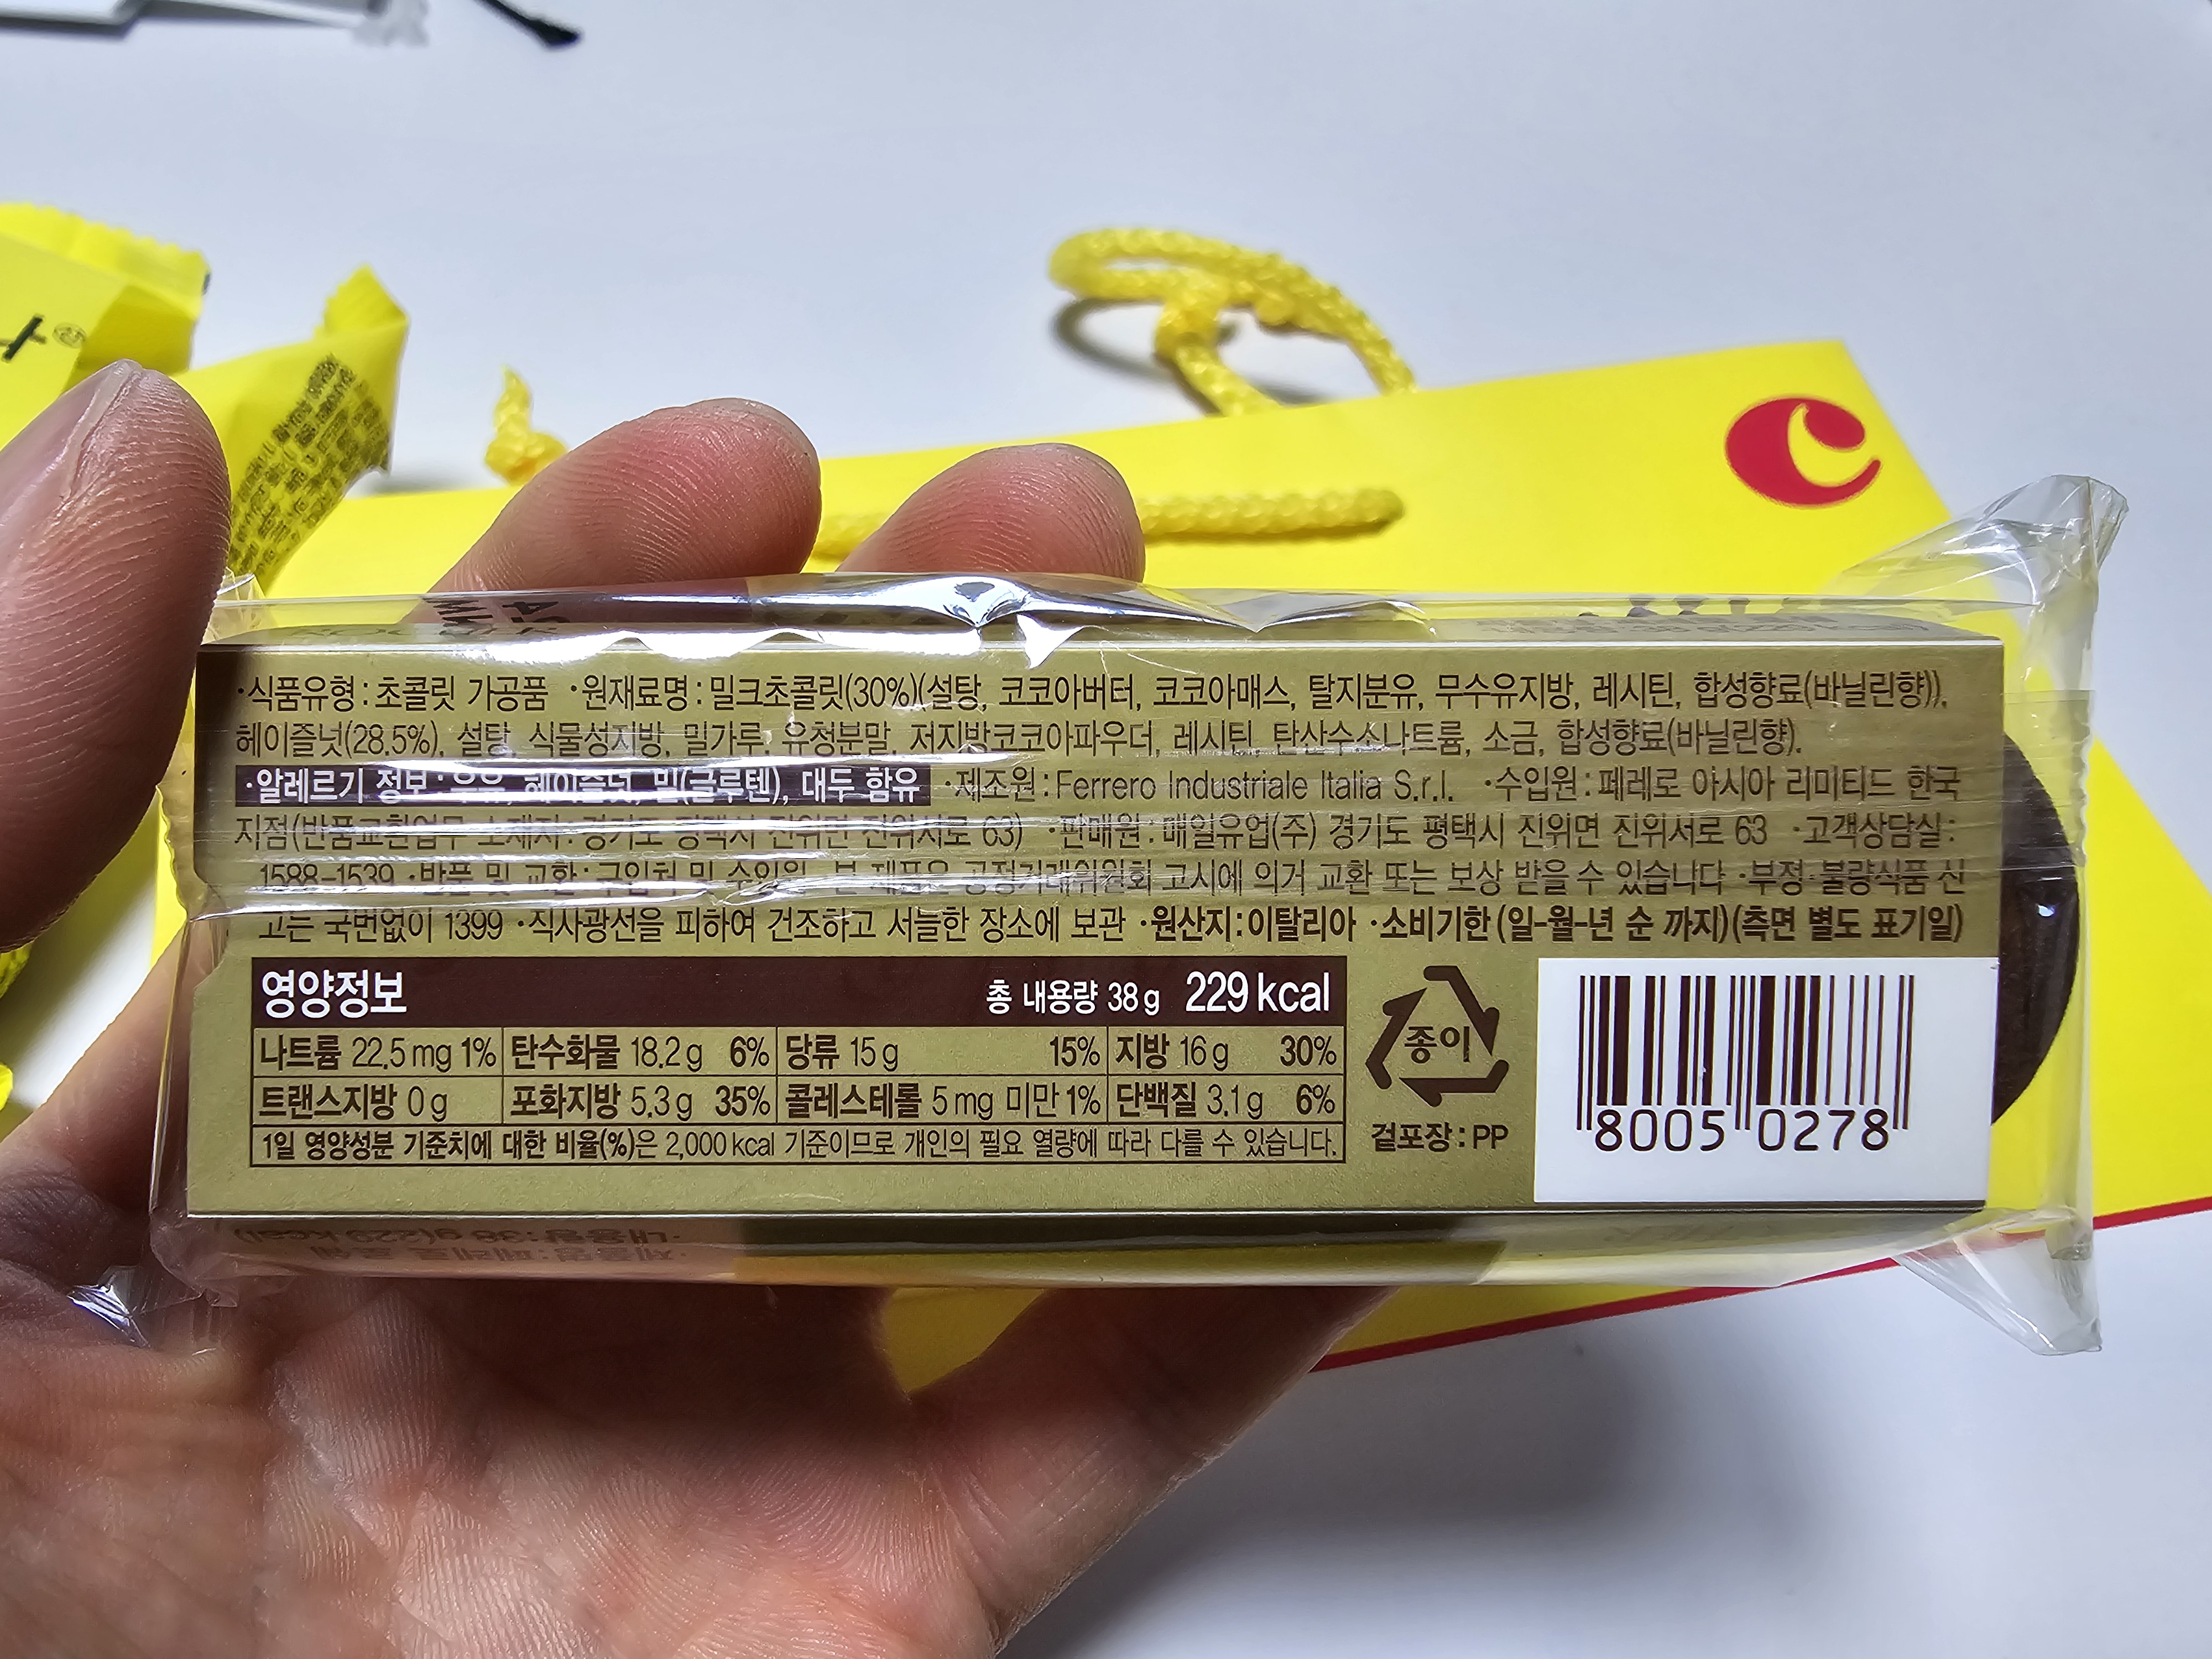 ·식품유형 : 초콜릿 가공품 ·원재료명 : 밀크초콜릿(30%)(설탕, 코코아버터, 코코아매스, 탈지분유, 무수유지방, 레시틴, 합성향료(바닐린향)),
헤이즐넛(28.5%), 설탕, 식물성지방, 밀가루, 유청분말, 저지방코코아파우더, 레시틴, 탄산수소나트륨, 소금, 합성향료(바닐린향).
·알레르기 정보 : 우유, 헤이즐넛, 밀(글루텐), 대두 함유 ·제조원 : Ferrero Industriale Italia S.r.l. ·수입원 : 페레로 아시아 리미티드 한국
지점(반품교환업무 소재지: 경기도 평택시 진위면 진위서로 63) ·판매원 : 매일유업(주) 경기도 평택시 진위면 진위서로 63 ·고객상담실 :
1588-1539 ·반품 및 교환 : 구입처 및 수입원 본 제품은 공정거래위원회 고시에 의거 교환 또는 보상 받을 수 있습니다 ·부정·불량식품 신
고는 국번없이 1399 ·직사광선을 피하여 건조하고 서늘한 장소에 보관 ·원산지 : 이탈리아 ·소비기한 (일-월-년 순 까지)(측면 별도 표기일)
영양정보 총 내용량 38 g 229 kcal
나트륨 22.5 mg 1% 탄수화물 18.2 g 6% 당류 15 g 15% 지방 16 g 30%
트랜스지방 0 g 포화지방 5.3 g 35% 콜레스테롤 5 mg 미만 1% 단백질 3.1 g 6%
1일 영양성분 기준치에 대한 비율(%)은 2,000 kcal 기준이므로 개인의 필요 열량에 따라 다를 수 있습니다.
종이
겉포장 : PP
8005 0278
·내용량 : 38 g(229 kcal)